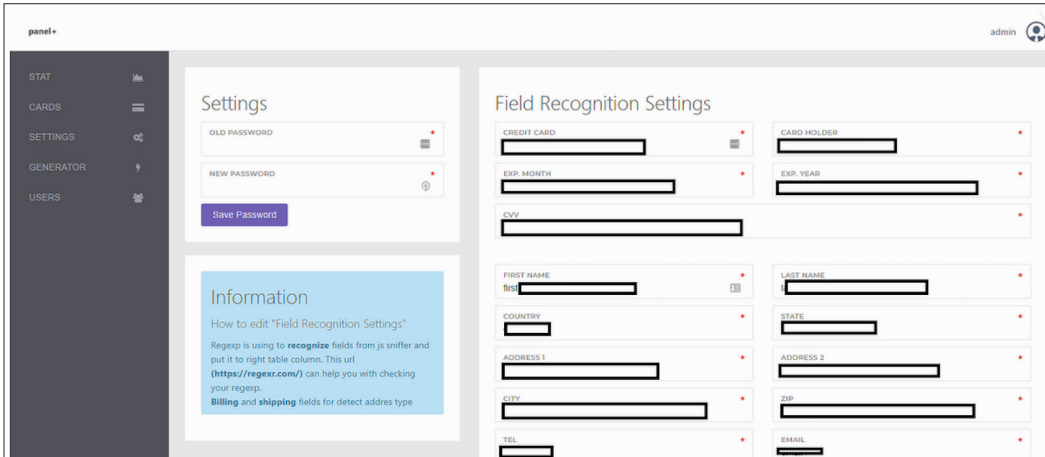 panel+
admin
STAT
CARDS
SETTINGS
GENERATOR
USERS
Settings
OLD PASSWORD *
NEW PASSWORD *
Save Password
Information
How to edit "Field Recognition Settings"
Regexp is using to recognize fields from js sniffer and
put it to right table column. This url
(https://regexr.com/) can help you with checking
your regexp.
Billing and shipping fields for detect addres type
Field Recognition Settings
CREDIT CARD * CARD HOLDER *
EXP. MONTH * EXP. YEAR *
CVV *
FIRST NAME * LAST NAME *
first
COUNTRY * STATE *
ADDRESS 1 * ADDRESS 2 *
CITY * ZIP *
TEL * EMAIL *